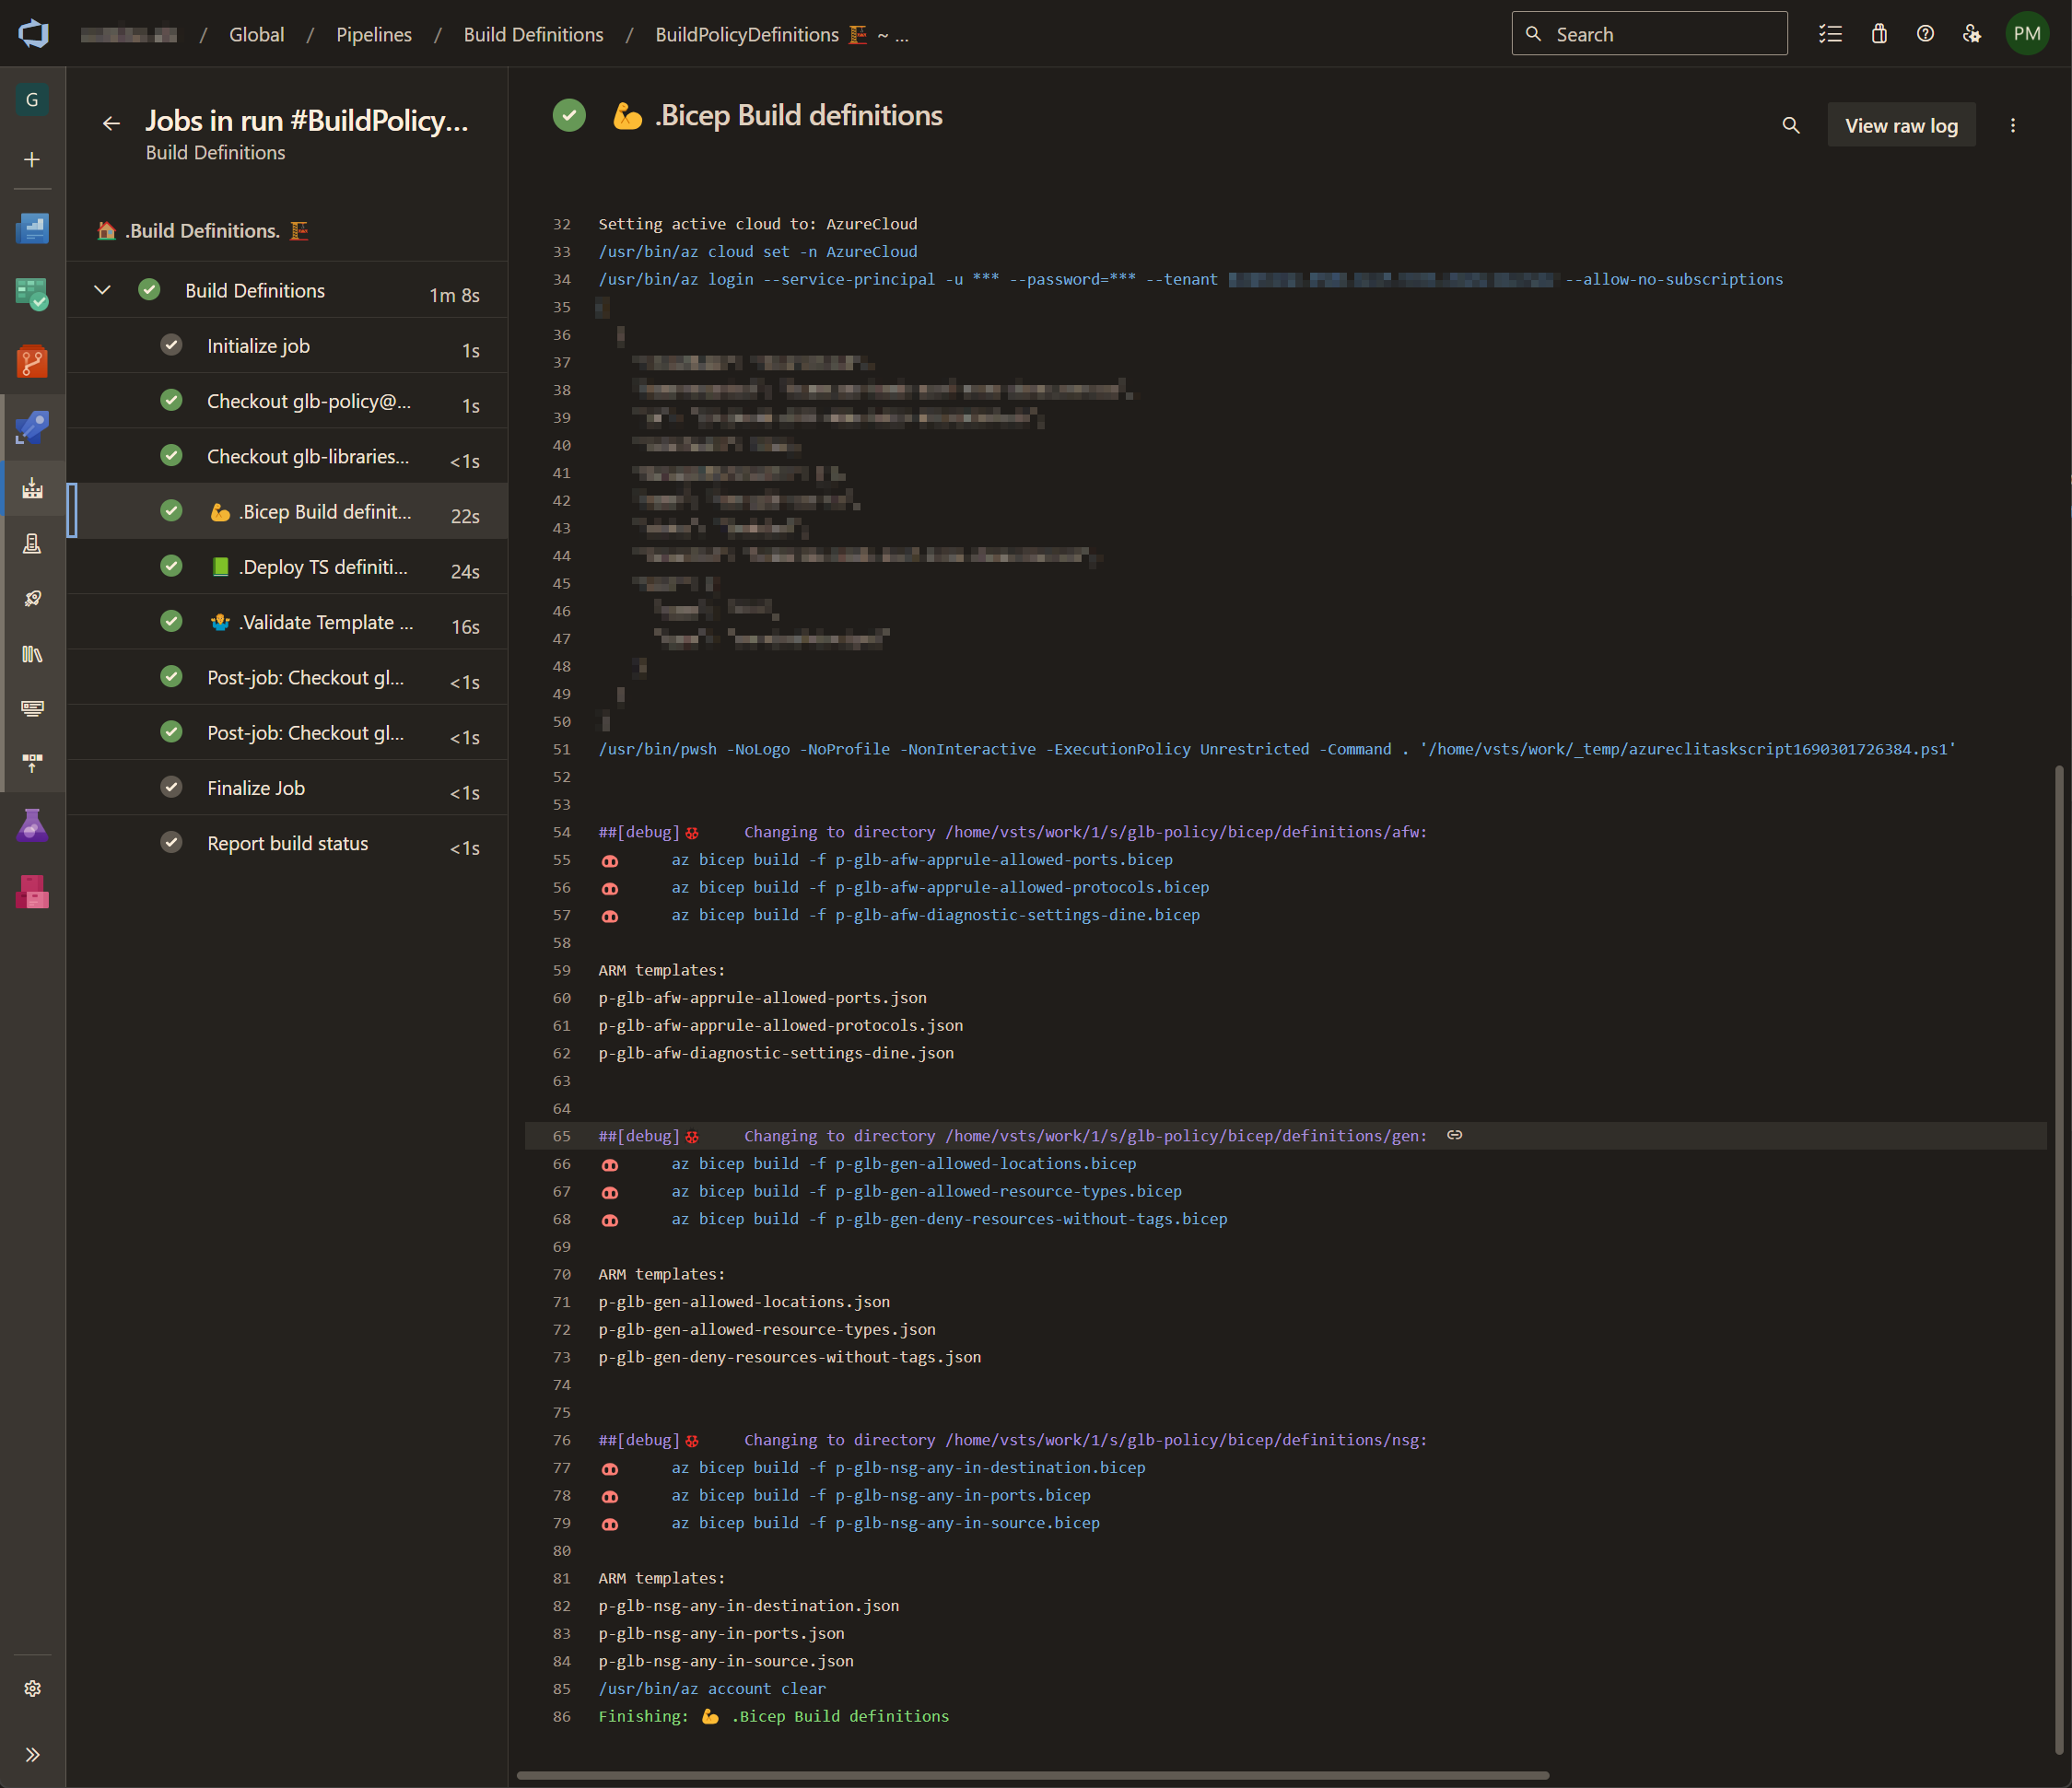 / Global / Pipelines / Build Definitions / BuildPolicyDefinitions 🏗️ ~ ...
Search
PM
G
Jobs in run #BuildPolicy...
Build Definitions
🏠 .Build Definitions. 🏗️
Build Definitions 1m 8s
Initialize job 1s
Checkout glb-policy@... 1s
Checkout glb-libraries... <1s
💪 .Bicep Build definit... 22s
📗 .Deploy TS definiti... 24s
🤷‍♂️ .Validate Template ... 16s
Post-job: Checkout gl... <1s
Post-job: Checkout gl... <1s
Finalize Job <1s
Report build status <1s
💪 .Bicep Build definitions
View raw log
32 Setting active cloud to: AzureCloud
33 /usr/bin/az cloud set -n AzureCloud
34 /usr/bin/az login --service-principal -u *** --password=*** --tenant --allow-no-subscriptions
35
36
37
38
39
40
41
42
43
44
45
46
47
48
49
50
51 /usr/bin/pwsh -NoLogo -NoProfile -NonInteractive -ExecutionPolicy Unrestricted -Command . '/home/vsts/work/_temp/azureclitaskscript1690301726384.ps1'
52
53
54 ##[debug]🐞 Changing to directory /home/vsts/work/1/s/glb-policy/bicep/definitions/afw:
55 az bicep build -f p-glb-afw-apprule-allowed-ports.bicep
56 az bicep build -f p-glb-afw-apprule-allowed-protocols.bicep
57 az bicep build -f p-glb-afw-diagnostic-settings-dine.bicep
58
59 ARM templates:
60 p-glb-afw-apprule-allowed-ports.json
61 p-glb-afw-apprule-allowed-protocols.json
62 p-glb-afw-diagnostic-settings-dine.json
63
64
65 ##[debug]🐞 Changing to directory /home/vsts/work/1/s/glb-policy/bicep/definitions/gen:
66 az bicep build -f p-glb-gen-allowed-locations.bicep
67 az bicep build -f p-glb-gen-allowed-resource-types.bicep
68 az bicep build -f p-glb-gen-deny-resources-without-tags.bicep
69
70 ARM templates:
71 p-glb-gen-allowed-locations.json
72 p-glb-gen-allowed-resource-types.json
73 p-glb-gen-deny-resources-without-tags.json
74
75
76 ##[debug]🐞 Changing to directory /home/vsts/work/1/s/glb-policy/bicep/definitions/nsg:
77 az bicep build -f p-glb-nsg-any-in-destination.bicep
78 az bicep build -f p-glb-nsg-any-in-ports.bicep
79 az bicep build -f p-glb-nsg-any-in-source.bicep
80
81 ARM templates:
82 p-glb-nsg-any-in-destination.json
83 p-glb-nsg-any-in-ports.json
84 p-glb-nsg-any-in-source.json
85 /usr/bin/az account clear
86 Finishing: 💪 .Bicep Build definitions